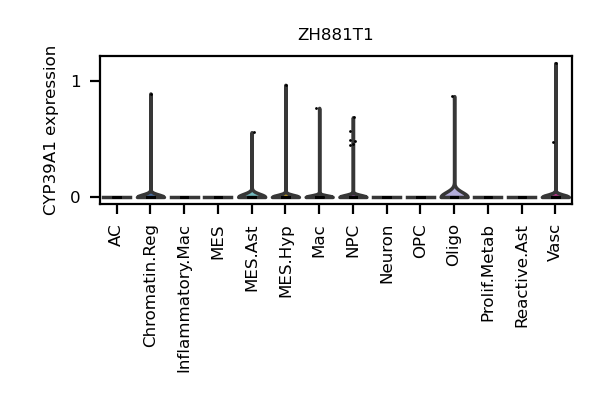 ZH881T1
CYP39A1 expression
1
0
AC
Chromatin.Reg
Inflammatory.Mac
MES
MES.Ast
MES.Hyp
Mac
NPC
Neuron
OPC
Oligo
Prolif.Metab
Reactive.Ast
Vasc